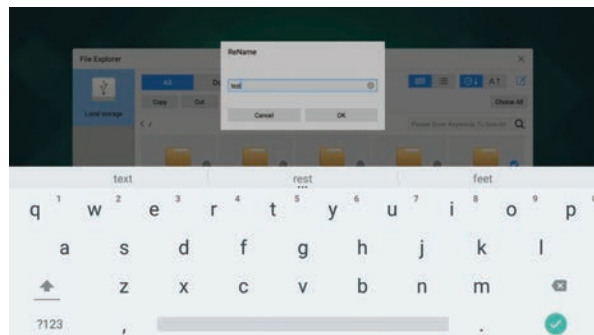 ReName
File Explorer
All
test
A↑
Copy Cut
Choose All
Local storage
Cancel OK
Please Enter Keywords To Search
text rest feet
q 1 w 2 e 3 r 4 t 5 y 6 u 7 i 8 o 9 p
a s d f g h j k l
z x c v b n m
?123 , .